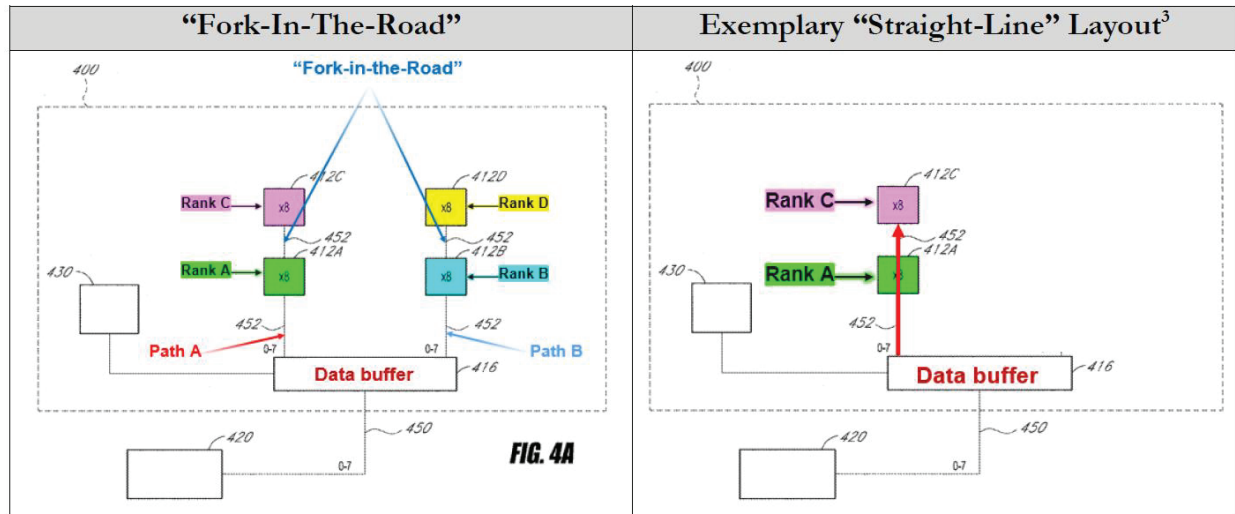 “Fork-In-The-Road”
Exemplary “Straight-Line” Layout3
400
“Fork-in-the-Road”
412C
412D
Rank C
x8
x8
Rank D
452
452
412A
412B
430
Rank A
x8
x8
Rank B
452
452
Path A
0-7
0-7
Path B
Data buffer
416
450
420
0-7
FIG. 4A
400
412C
Rank C
x8
452
412A
430
Rank A
x8
452
0-7
Data buffer
416
450
420
0-7